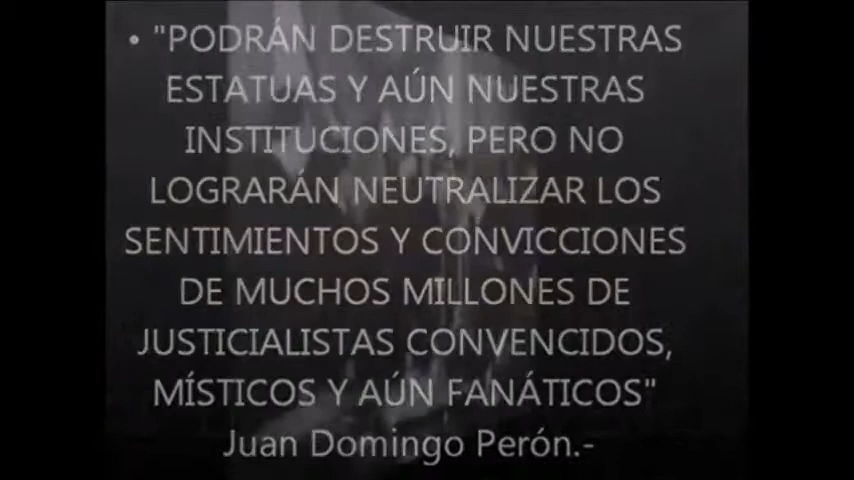 • "PODRÁN DESTRUIR NUESTRAS
ESTATUAS Y AÚN NUESTRAS
INSTITUCIONES, PERO NO
LOGRARÁN NEUTRALIZAR LOS
SENTIMIENTOS Y CONVICCIONES
DE MUCHOS MILLONES DE
JUSTICIALISTAS CONVENCIDOS,
MÍSTICOS Y AÚN FANÁTICOS"
Juan Domingo Perón.-